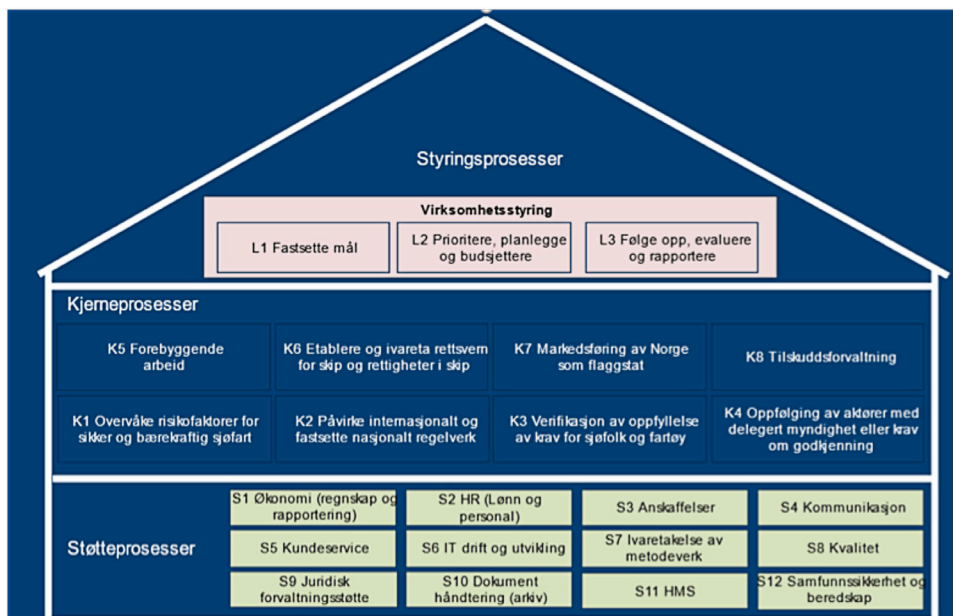 Styringsprosesser
Virksomhetsstyring
L1 Fastsette mål
L2 Prioritere, planlegge
og budsjettere
L3 Følge opp, evaluere
og rapportere
Kjerneprosesser
K5 Forebyggende
arbeid
K6 Etablere og ivareta rettsvern
for skip og rettigheter i skip
K7 Markedsføring av Norge
som flaggstat
K8 Tilskuddsforvaltning
K1 Overvåke risikofaktorer for
sikker og bærekraftig sjøfart
K2 Påvirke internasjonalt og
fastsette nasjonalt regelverk
K3 Verifikasjon av oppfyllelse
av krav for sjøfolk og fartøy
K4 Oppfølging av aktører med
delegert myndighet eller krav
om godkjenning
Støtteprosesser
S1 Økonomi (regnskap og
rapportering)
S2 HR (Lønn og
personal)
S3 Anskaffelser
S4 Kommunikasjon
S5 Kundeservice
S6 IT drift og utvikling
S7 Ivaretakelse av
metodeverk
S8 Kvalitet
S9 Juridisk
forvaltningsstøtte
S10 Dokument
håndtering (arkiv)
S11 HMS
S12 Samfunnssikkerhet og
beredskap